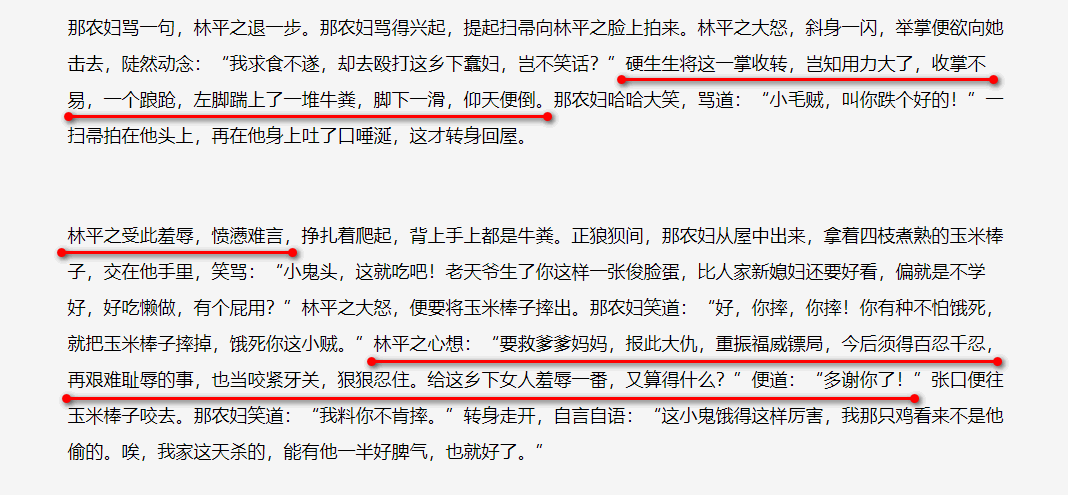 那农妇骂一句，林平之退一步。那农妇骂得兴起，提起扫帚向林平之脸上拍来。林平之大怒，斜身一闪，举掌便欲向她
击去，陡然动念：“我求食不遂，却去殴打这乡下蠢妇，岂不笑话？”硬生生将这一掌收转，岂知用力大了，收掌不
易，一个踉跄，左脚踹上了一堆牛粪，脚下一滑，仰天便倒。那农妇哈哈大笑，骂道：“小毛贼，叫你跌个好的！”一
扫帚拍在他头上，再在他身上吐了口唾涎，这才转身回屋。
林平之受此羞辱，愤懑难言，挣扎着爬起，背上手上都是牛粪。正狼狈间，那农妇从屋中出来，拿着四枝煮熟的玉米棒
子，交在他手里，笑骂：“小鬼头，这就吃吧！老天爷生了你这样一张俊脸蛋，比人家新媳妇还要好看，偏就是不学
好，好吃懒做，有个屁用？”林平之大怒，便要将玉米棒子摔出。那农妇笑道：“好，你摔，你摔！你有种不怕饿死，
就把玉米棒子摔掉，饿死你这小贼。”林平之心想：“要救爹爹妈妈，报此大仇，重振福威镖局，今后须得百忍千忍，
再艰难耻辱的事，也当咬紧牙关，狠狠忍住。给这乡下女人羞辱一番，又算得什么？”便道：“多谢你了！”张口便往
玉米棒子咬去。那农妇笑道：“我料你不肯摔。”转身走开，自言自语：“这小鬼饿得这样厉害，我那只鸡看来不是他
偷的。唉，我家这天杀的，能有他一半好脾气，也就好了。”